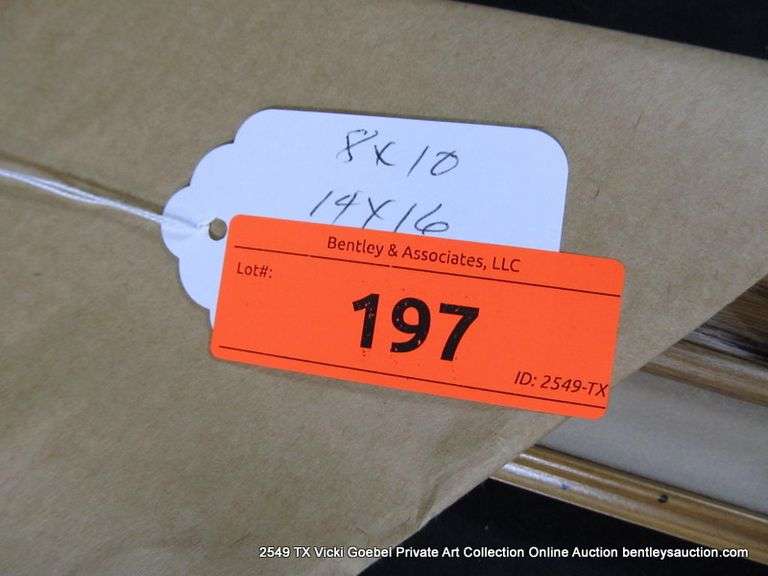 8x10
14x16
Bentley & Associates, LLC
Lot#:
197
ID: 2549-TX
2549 TX Vicki Goebel Private Art Collection Online Auction bentleysauction.com